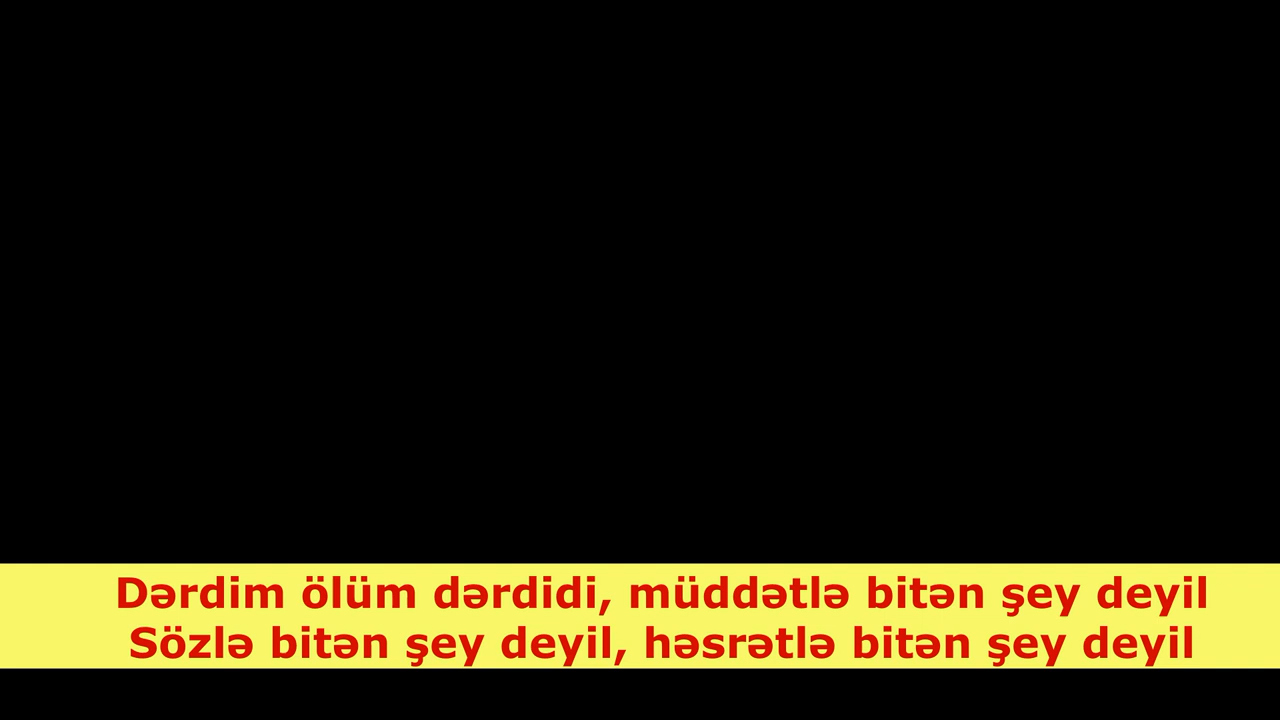 Dərdim ölüm dərdidi, müddətlə bitən şey deyil
Sözlə bitən şey deyil, həsrətlə bitən şey deyil